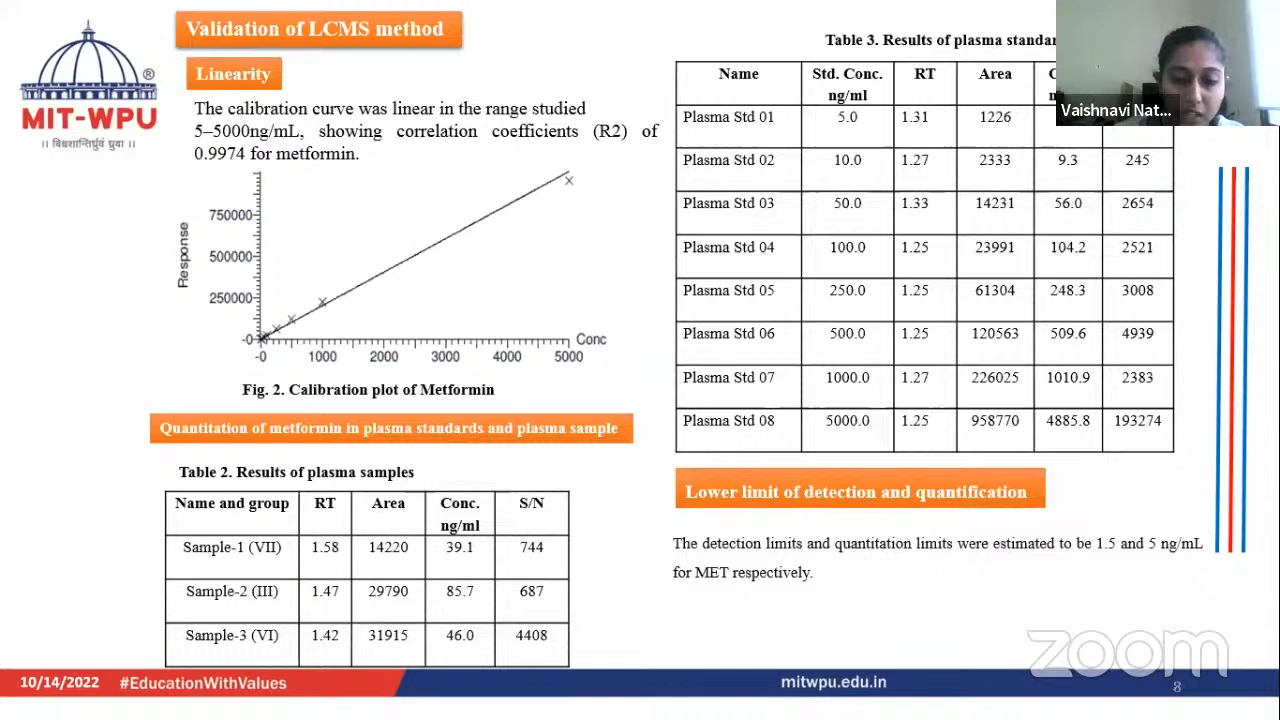 Validation of LCMS method
MIT-WPU
®
॥ विश्वशान्तिर्ध्रुवं ध्रुवा ॥
Linearity
The calibration curve was linear in the range studied
5–5000ng/mL, showing correlation coefficients (R2) of
0.9974 for metformin.
Response
750000
500000
250000
-0
-0 1000 2000 3000 4000 5000
Conc
Fig. 2. Calibration plot of Metformin
Quantitation of metformin in plasma standards and plasma sample
Table 2. Results of plasma samples
Name and group RT Area Conc. S/N
ng/ml
Sample-1 (VII) 1.58 14220 39.1 744
Sample-2 (III) 1.47 29790 85.7 687
Sample-3 (VI) 1.42 31915 46.0 4408
Table 3. Results of plasma standar
Name Std. Conc. RT Area
ng/ml
Plasma Std 01 5.0 1.31 1226
Plasma Std 02 10.0 1.27 2333 9.3 245
Plasma Std 03 50.0 1.33 14231 56.0 2654
Plasma Std 04 100.0 1.25 23991 104.2 2521
Plasma Std 05 250.0 1.25 61304 248.3 3008
Plasma Std 06 500.0 1.25 120563 509.6 4939
Plasma Std 07 1000.0 1.27 226025 1010.9 2383
Plasma Std 08 5000.0 1.25 958770 4885.8 193274
Vaishnavi Nat...
Lower limit of detection and quantification
The detection limits and quantitation limits were estimated to be 1.5 and 5 ng/mL
for MET respectively.
zoom
10/14/2022 #EducationWithValues mitwpu.edu.in 8